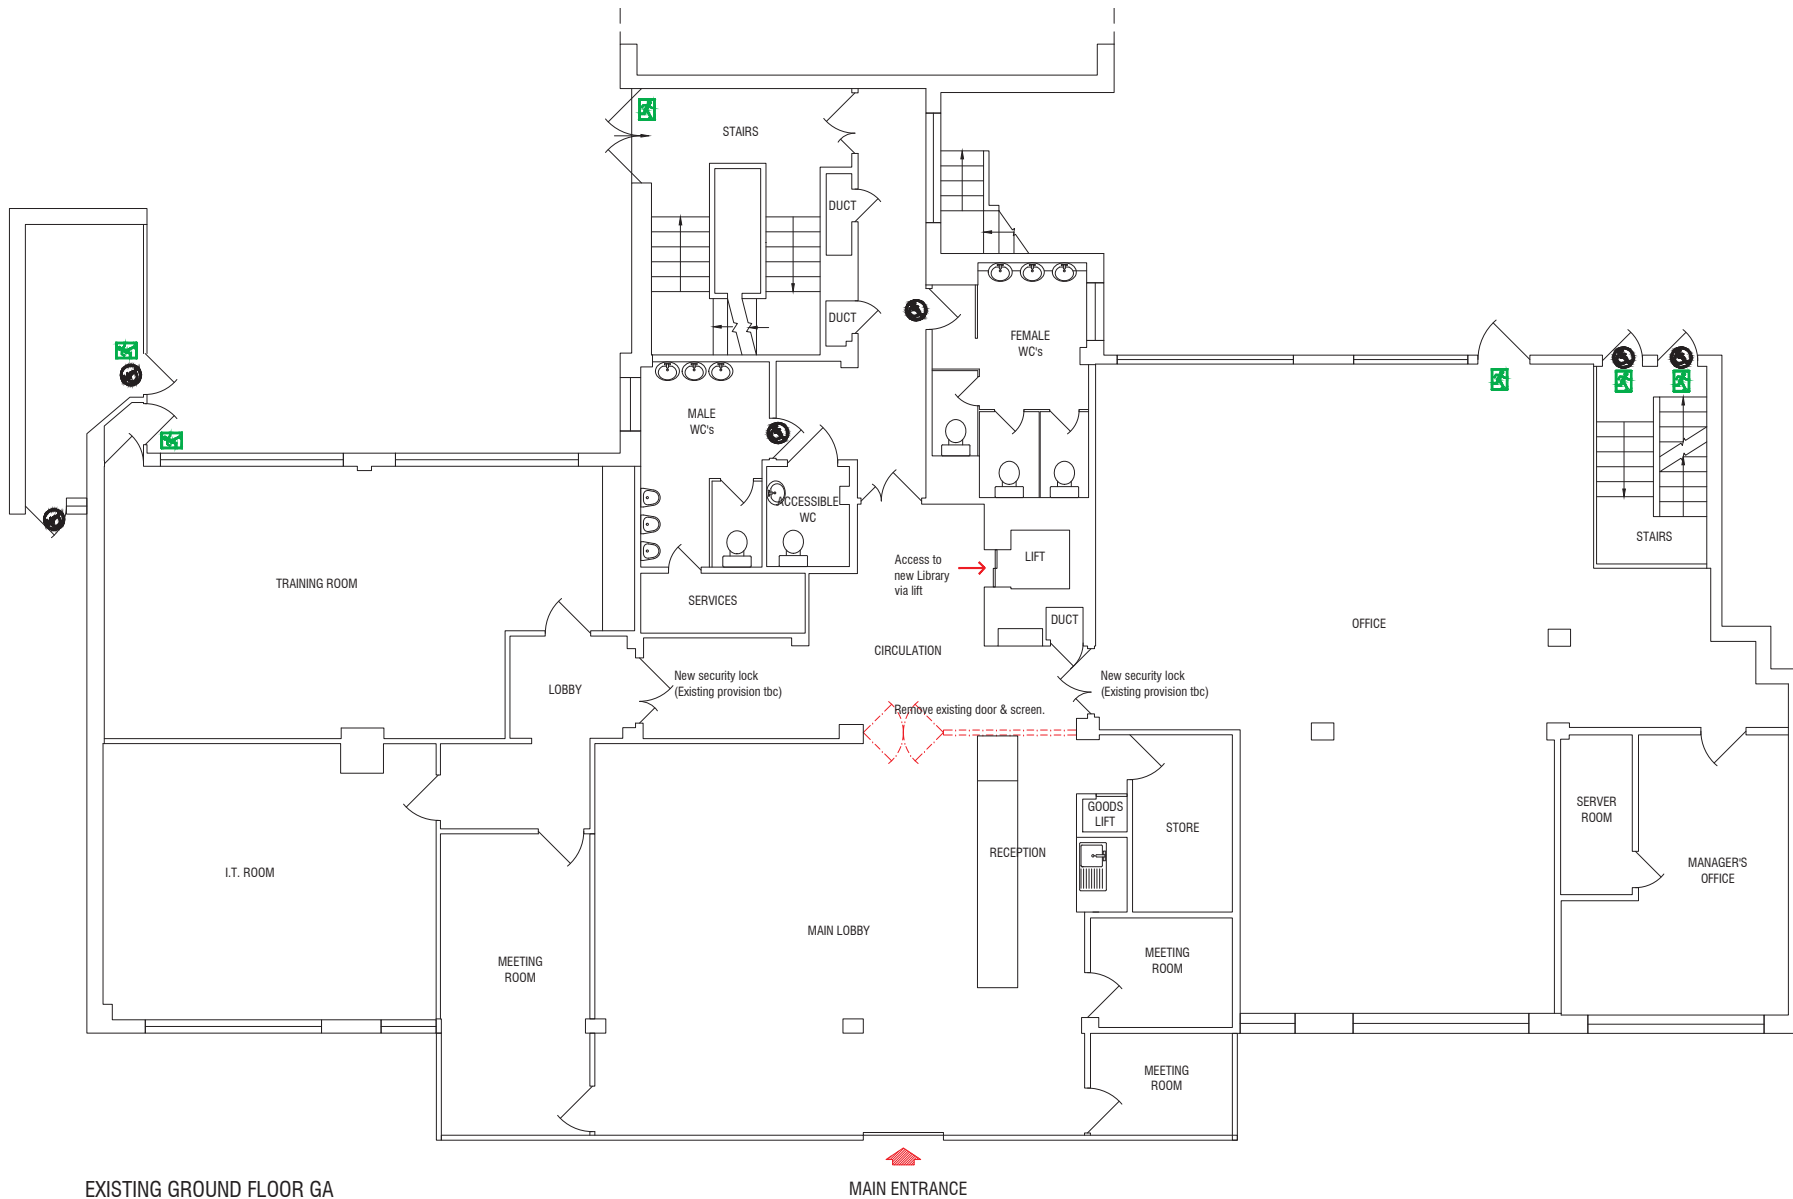 STAIRS
DUCT
DUCT
FEMALE
WC's
MALE
WC's
ACCESSIBLE
WC
STAIRS
Access to
new Library
via lift
LIFT
TRAINING ROOM
SERVICES
DUCT
OFFICE
CIRCULATION
LOBBY
New security lock
(Existing provision tbc)
New security lock
(Existing provision tbc)
Remove existing door & screen.
GOODS
LIFT
STORE
SERVER
ROOM
RECEPTION
MANAGER'S
OFFICE
I.T. ROOM
MAIN LOBBY
MEETING
ROOM
MEETING
ROOM
MEETING
ROOM
EXISTING GROUND FLOOR GA
MAIN ENTRANCE